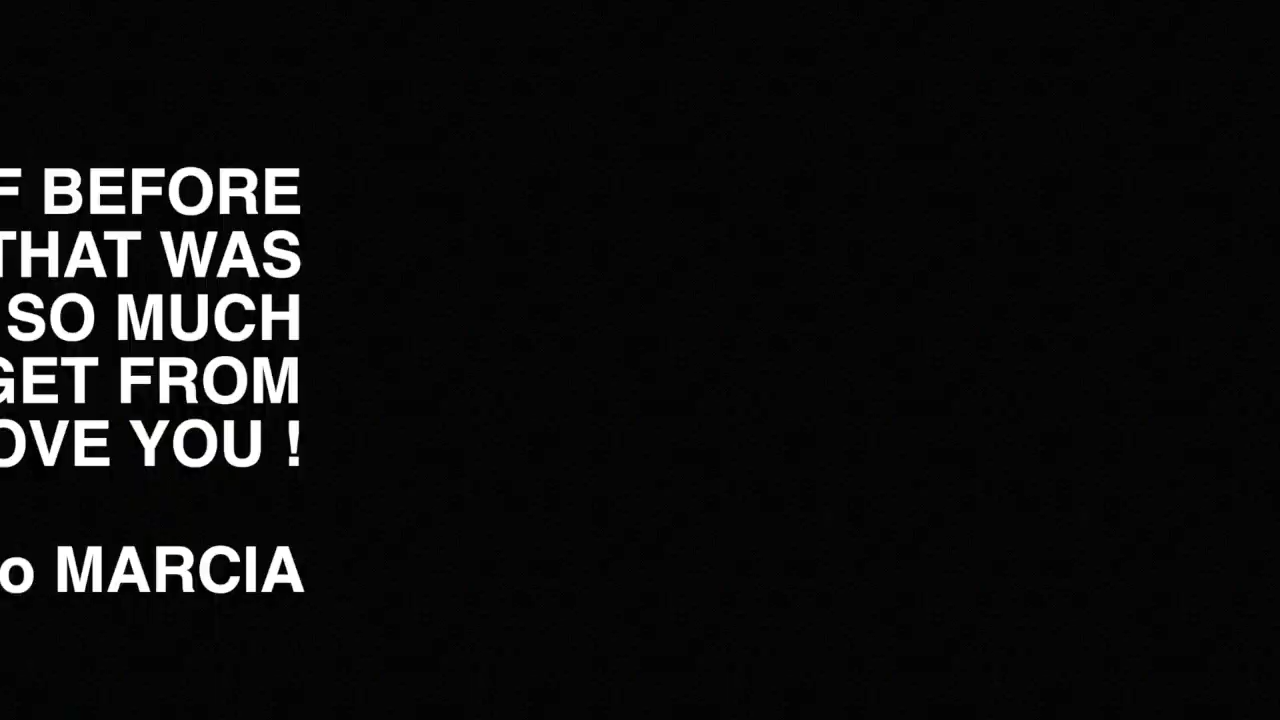 F BEFORE
THAT WAS
SO MUCH
GET FROM
OVE YOU !
o MARCIA